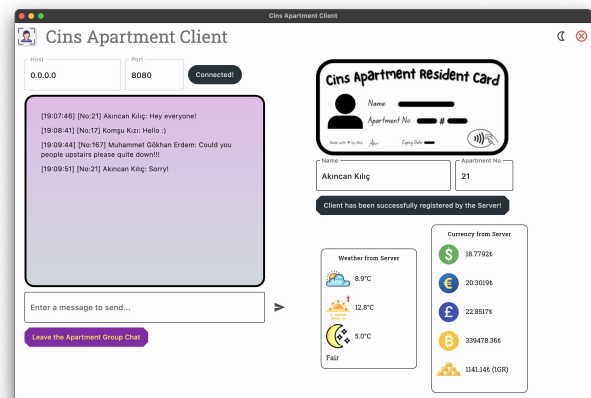 Cins Apartment Client
Cins Apartment Client
Host
0.0.0.0
Port
8080
Connected!
[19:07:46] [No:21] Akıncan Kılıç: Hey everyone!
[19:08:41] [No:17] Komşu Kızı: Hello :)
[19:09:44] [No:167] Muhammet Gökhan Erdem: Could you
people upstairs please quite down!!!
[19:09:51] [No:21] Akıncan Kılıç: Sorry!
Enter a message to send...
Leave the Apartment Group Chat
Cins Apartment Resident Card
Name
Apartment No
#
Expiry Date
Name
Akıncan Kılıç
Apartment No
21
Client has been successfully registered by the Server!
Weather from Server
8.9°C
12.8°C
5.0°C
Fair
Currency from Server
$ 18.7792₺
€ 20.3019₺
£ 22.8517₺
₿ 339478.36₺
1141.14₺ (1GR)